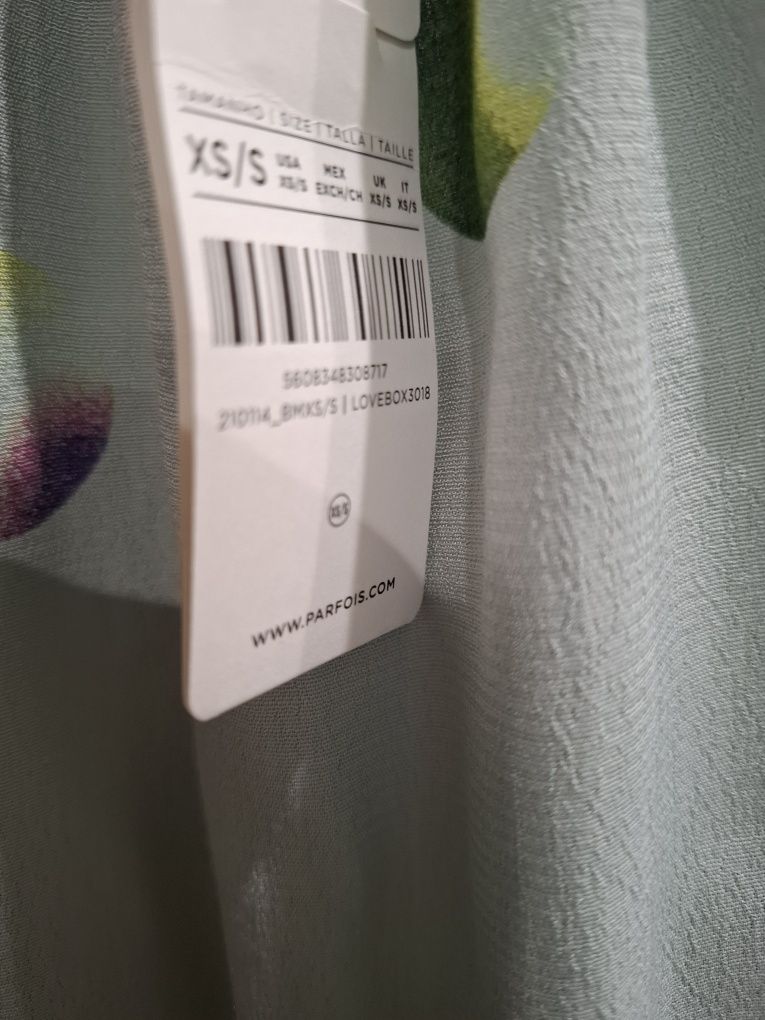 TAMANHO | SIZE | TALLA | TAILLE
XS/S USA XS/S MEX EXCH/CH UK XS/S IT XS/S
5608348308717
210114_BMXS/S | LOVEBOX3018
XS/S
WWW.PARFOIS.COM